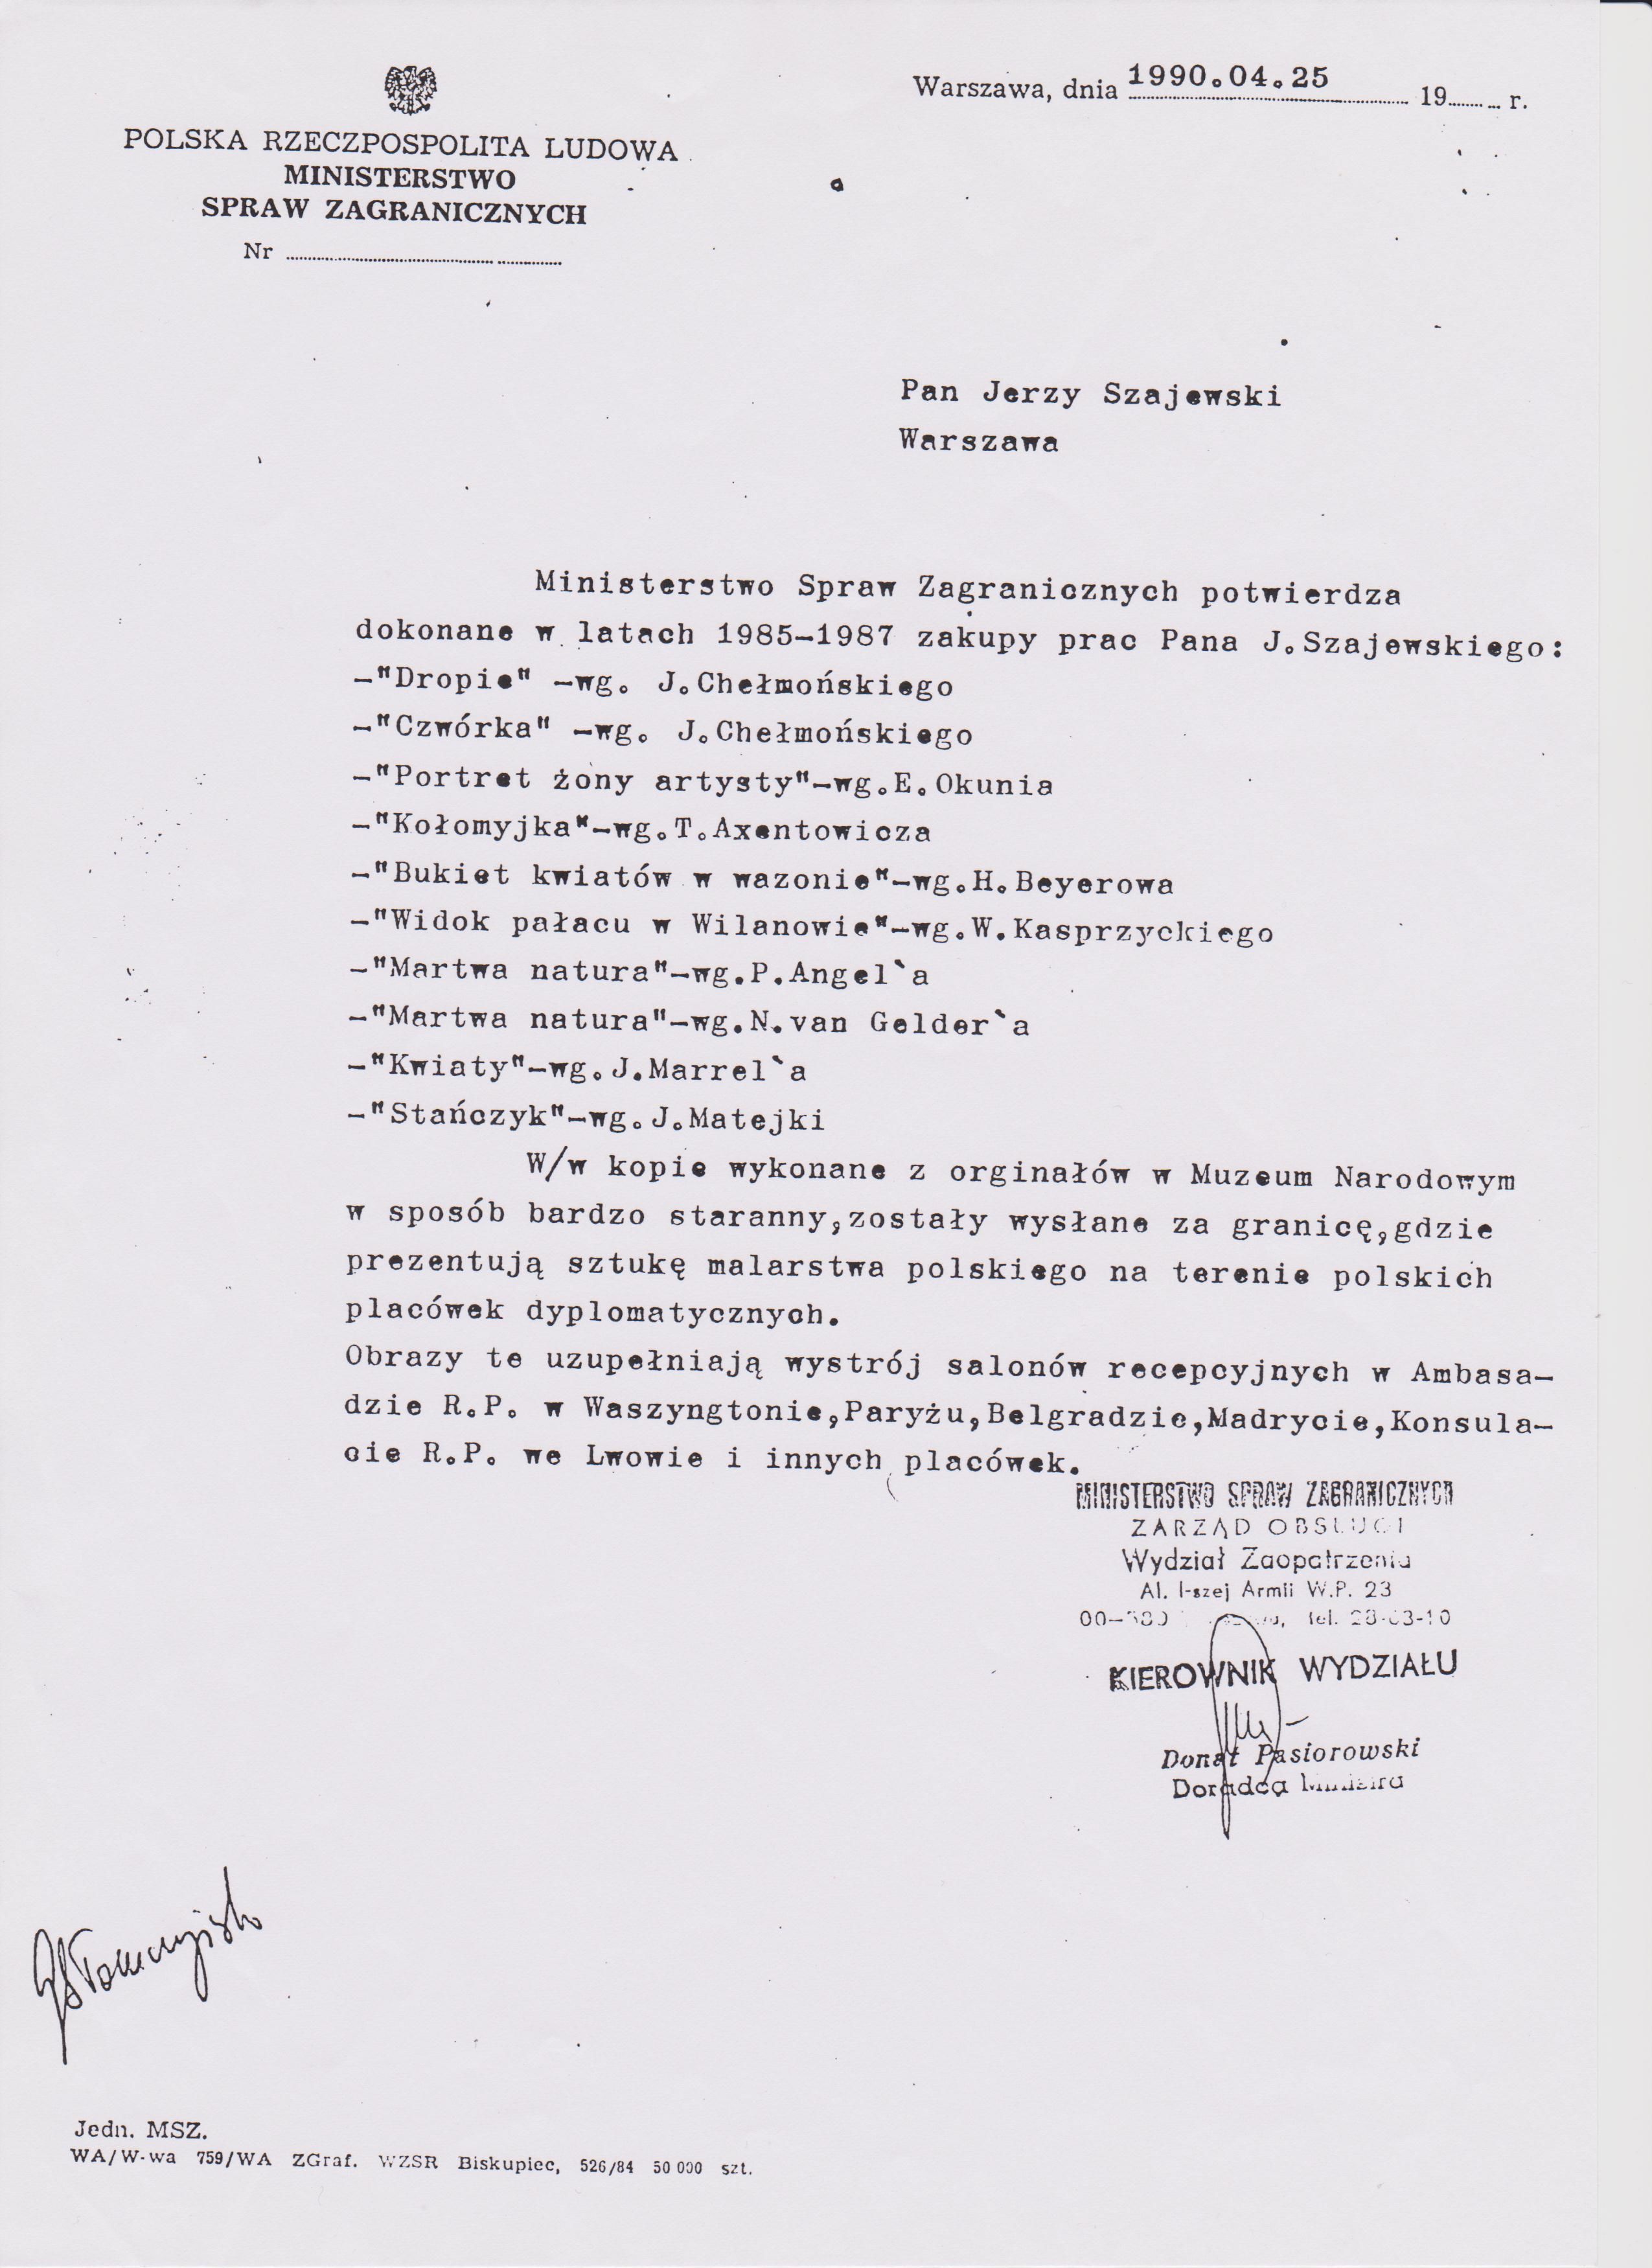 Warszawa, dnia 1990.04.25 19........ r.
POLSKA RZECZPOSPOLITA LUDOWA
MINISTERSTWO
SPRAW ZAGRANICZNYCH
Nr ........................
Pan Jerzy Szajewski
Warszawa
Ministerstwo Spraw Zagranicznych potwierdza
dokonane w latach 1985-1987 zakupy prac Pana J.Szajewskiego:
-"Dropie" -wg. J.Chełmońskiego
-"Czwórka" -wg. J.Chełmońskiego
-"Portret żony artysty"-wg.E.Okunia
-"Kołomyjka"-wg.T.Axentowicza
-"Bukiet kwiatów w wazonie"-wg.H.Beyerowa
-"Widok pałacu w Wilanowie"-wg.W.Kasprzyckiego
-"Martwa natura"-wg.P.Angel`a
-"Martwa natura"-wg.N.van Gelder`a
-"Kwiaty"-wg.J.Marrel`a
-"Stańczyk"-wg.J.Matejki
W/w kopie wykonane z orginałów w Muzeum Narodowym
w sposób bardzo staranny,zostały wysłane za granicę,gdzie
prezentują sztukę malarstwa polskiego na terenie polskich
placówek dyplomatycznych.
Obrazy te uzupełniają wystrój salonów recepcyjnych w Ambasa-
dzie R.P. w Waszyngtonie,Paryżu,Belgradzie,Madrycie,Konsula-
cie R.P. we Lwowie i innych placówek.
MINISTERSTWO SPRAW ZAGRANICZNYCH
ZARZĄD OBSŁUGI
Wydział Zaopatrzenia
Al. I-szej Armii W.P. 23
tel. 28-03-10
KIEROWNIK WYDZIAŁU
Donat Pasiorowski
Doradca Ministra
Jedn. MSZ.
WA/W-wa 759/WA ZGraf. WZSR Biskupiec, 526/84 50 000 szt.